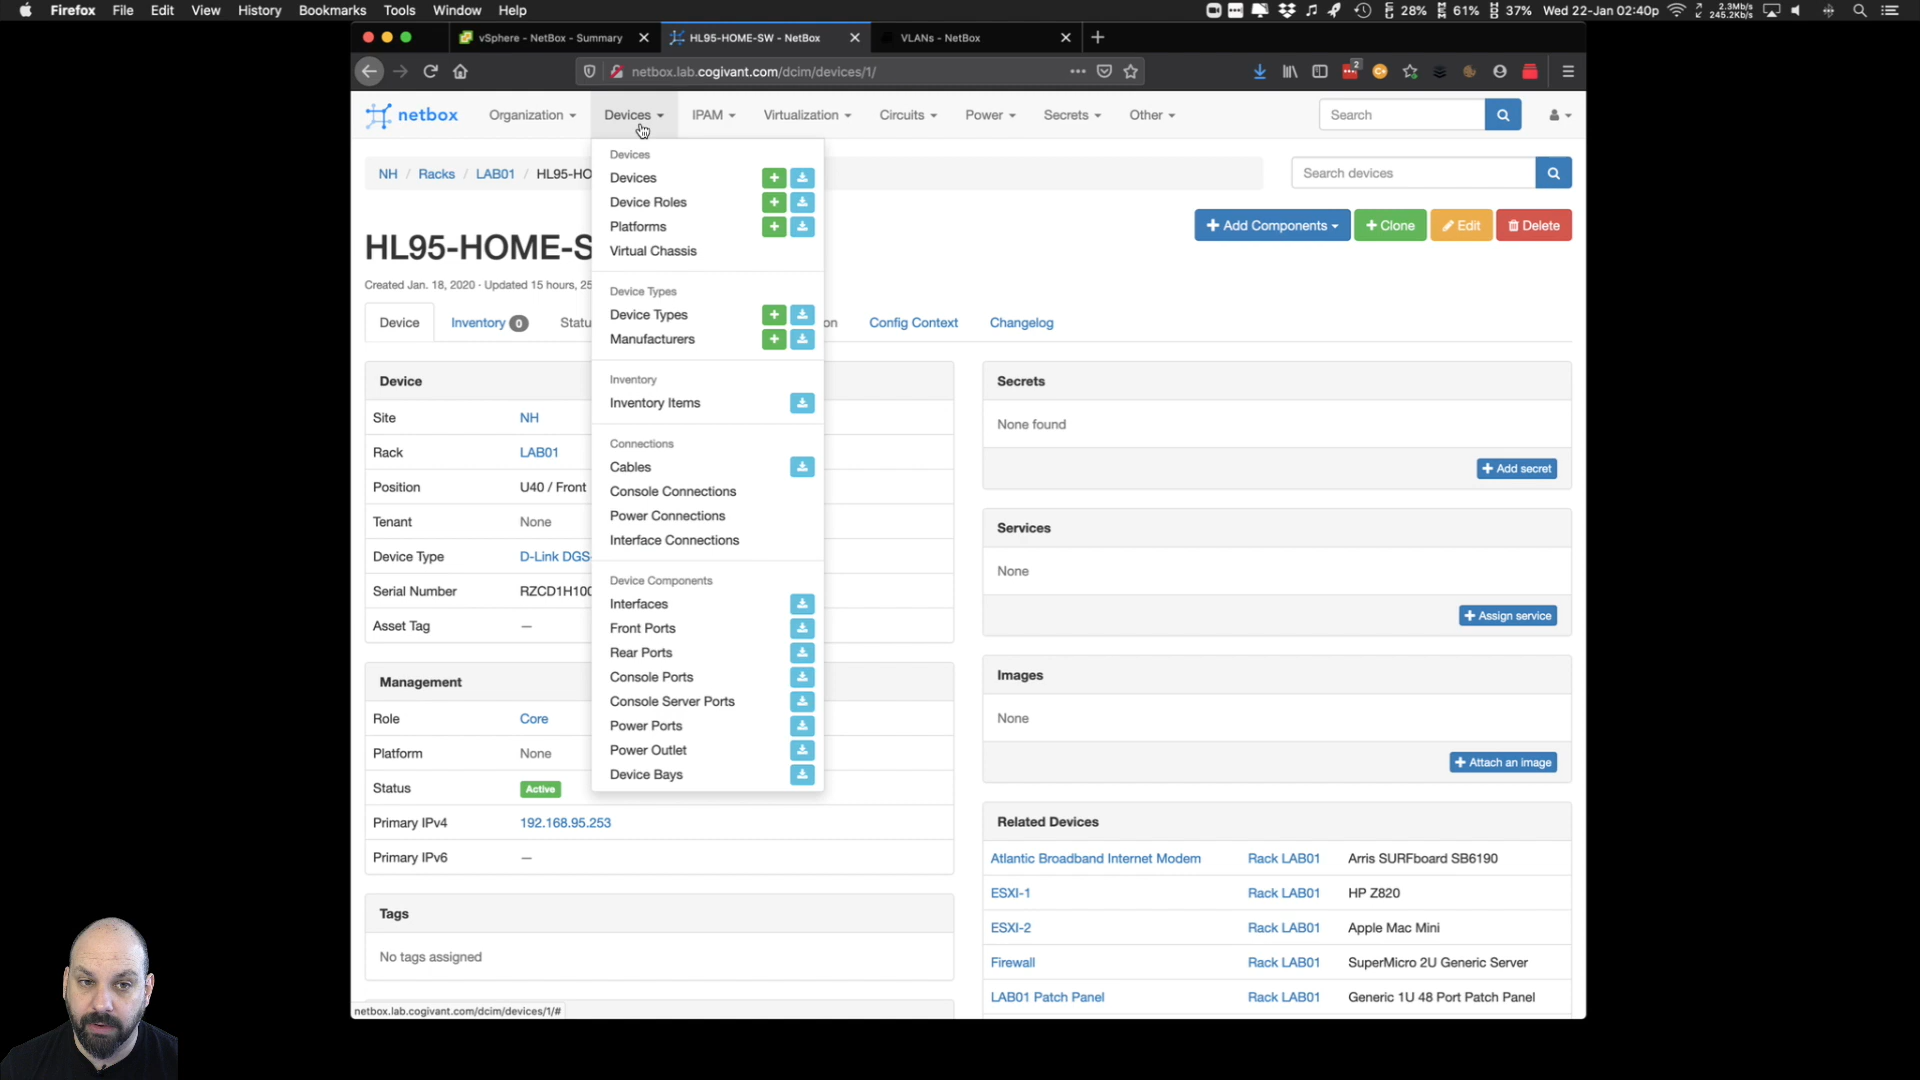 Firefox File Edit View History Bookmarks Tools Window Help 28% 61% 37% Wed 22-Jan 02:40p 2.3Mb/s 245.2Kb/s
vSphere - NetBox - Summary HL95-HOME-SW - NetBox VLANs - NetBox
netbox.lab.cogivant.com/dcim/devices/1/ 2
netbox Organization Devices IPAM Virtualization Circuits Power Secrets Other Search
NH / Racks / LAB01 / HL95-HO Search devices
Add Components Clone Edit Delete
HL95-HOME-S
Created Jan. 18, 2020 · Updated 15 hours, 25
Device Inventory 0 Statu on Config Context Changelog
Devices
Devices
Device Roles
Platforms
Virtual Chassis
Device Types
Device Types
Manufacturers
Inventory
Inventory Items
Connections
Cables
Console Connections
Power Connections
Interface Connections
Device Components
Interfaces
Front Ports
Rear Ports
Console Ports
Console Server Ports
Power Ports
Power Outlet
Device Bays
Device
Site NH
Rack LAB01
Position U40 / Front
Tenant None
Device Type D-Link DGS-
Serial Number RZCD1H100
Asset Tag —
Management
Role Core
Platform None
Status Active
Primary IPv4 192.168.95.253
Primary IPv6 —
Tags
No tags assigned
Secrets
None found
Add secret
Services
None
Assign service
Images
None
Attach an image
Related Devices
Atlantic Broadband Internet Modem Rack LAB01 Arris SURFboard SB6190
ESXI-1 Rack LAB01 HP Z820
ESXI-2 Rack LAB01 Apple Mac Mini
Firewall Rack LAB01 SuperMicro 2U Generic Server
LAB01 Patch Panel Rack LAB01 Generic 1U 48 Port Patch Panel
netbox.lab.cogivant.com/dcim/devices/1/#